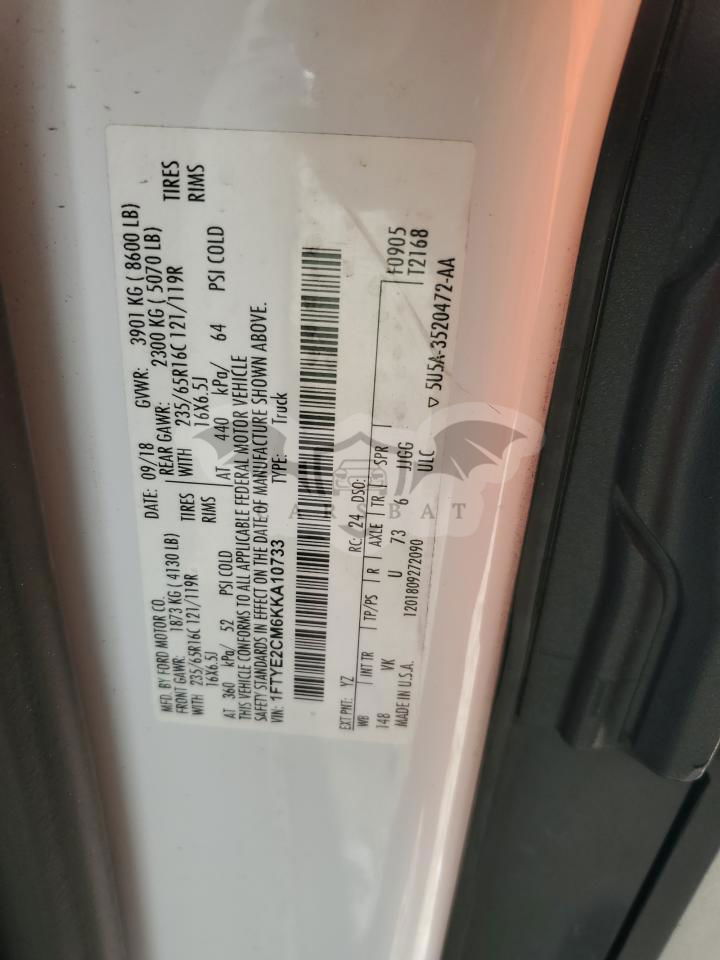 MFD. BY FORD MOTOR CO.
DATE: 09/18 GVWR: 3901 KG ( 8600 LB)
FRONT GAWR: 1873 KG ( 4130 LB) REAR GAWR: 2300 KG ( 5070 LB)
WITH 235/65R16C 121/119R TIRES WITH 235/65R16C 121/119R TIRES
16X6.5J RIMS 16X6.5J RIMS
AT 360 kPa/ 52 PSI COLD AT 440 kPa/ 64 PSI COLD
THIS VEHICLE CONFORMS TO ALL APPLICABLE FEDERAL MOTOR VEHICLE
SAFETY STANDARDS IN EFFECT ON THE DATE OF MANUFACTURE SHOWN ABOVE.
VIN: 1FTYE2CM6KKA10733 TYPE: Truck
F0905
T2168
EXT PNT: YZ RC: 24 DSO:
WB INT TR TP/PS R AXLE TR SPR
148 VK U 73 6 JJGG
MADE IN U.S.A. 1201809272090 ULC
▽ 5U5A-3520472-AA
CARSBAT